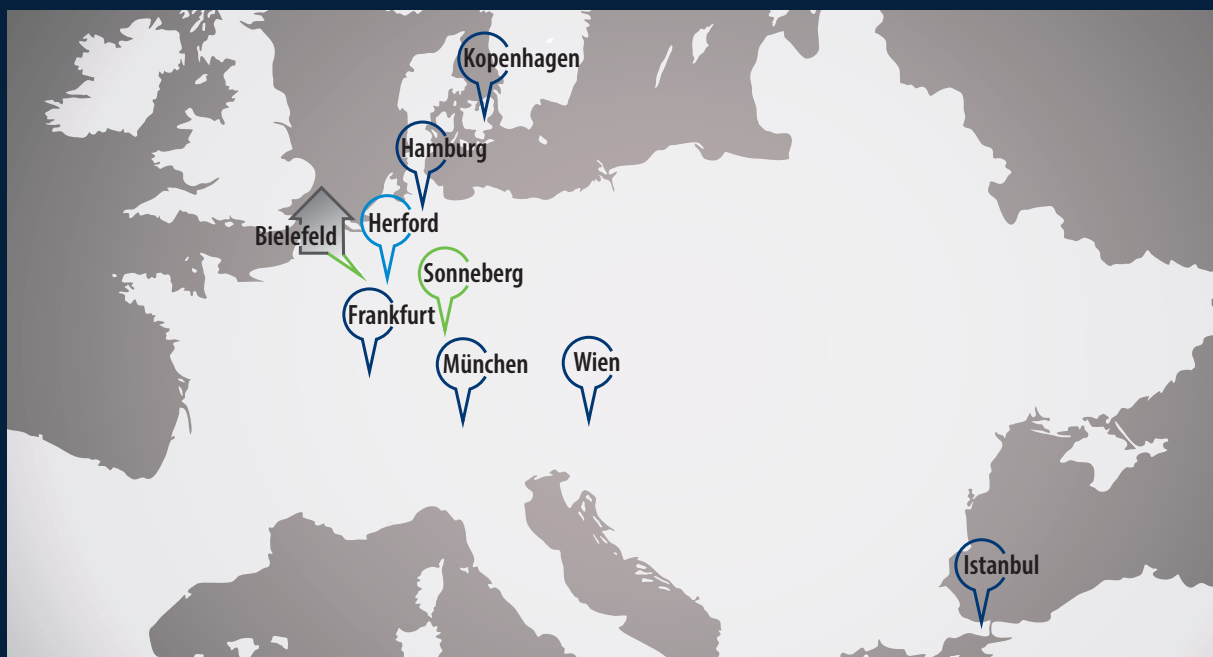 Kopenhagen
Hamburg
Herford
Bielefeld
Sonneberg
Frankfurt
München
Wien
Istanbul